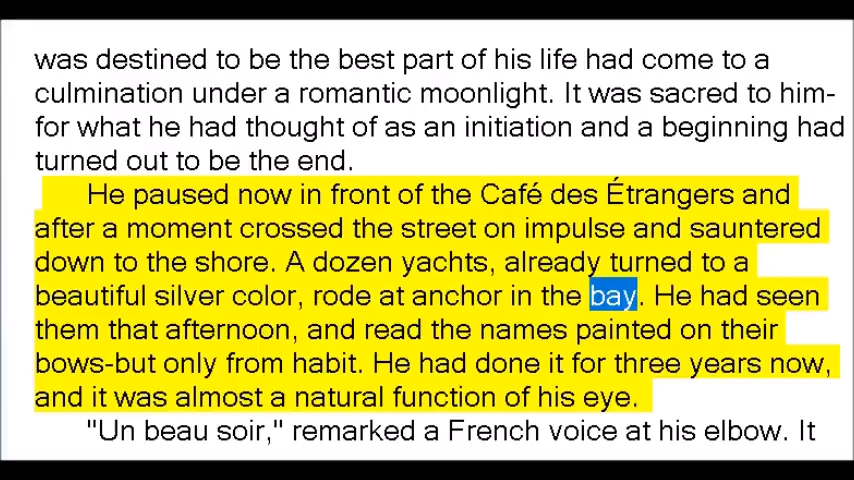 was destined to be the best part of his life had come to a
culmination under a romantic moonlight. It was sacred to him-
for what he had thought of as an initiation and a beginning had
turned out to be the end.
He paused now in front of the Café des Étrangers and
after a moment crossed the street on impulse and sauntered
down to the shore. A dozen yachts, already turned to a
beautiful silver color, rode at anchor in the bay. He had seen
them that afternoon, and read the names painted on their
bows-but only from habit. He had done it for three years now,
and it was almost a natural function of his eye.
"Un beau soir," remarked a French voice at his elbow. It